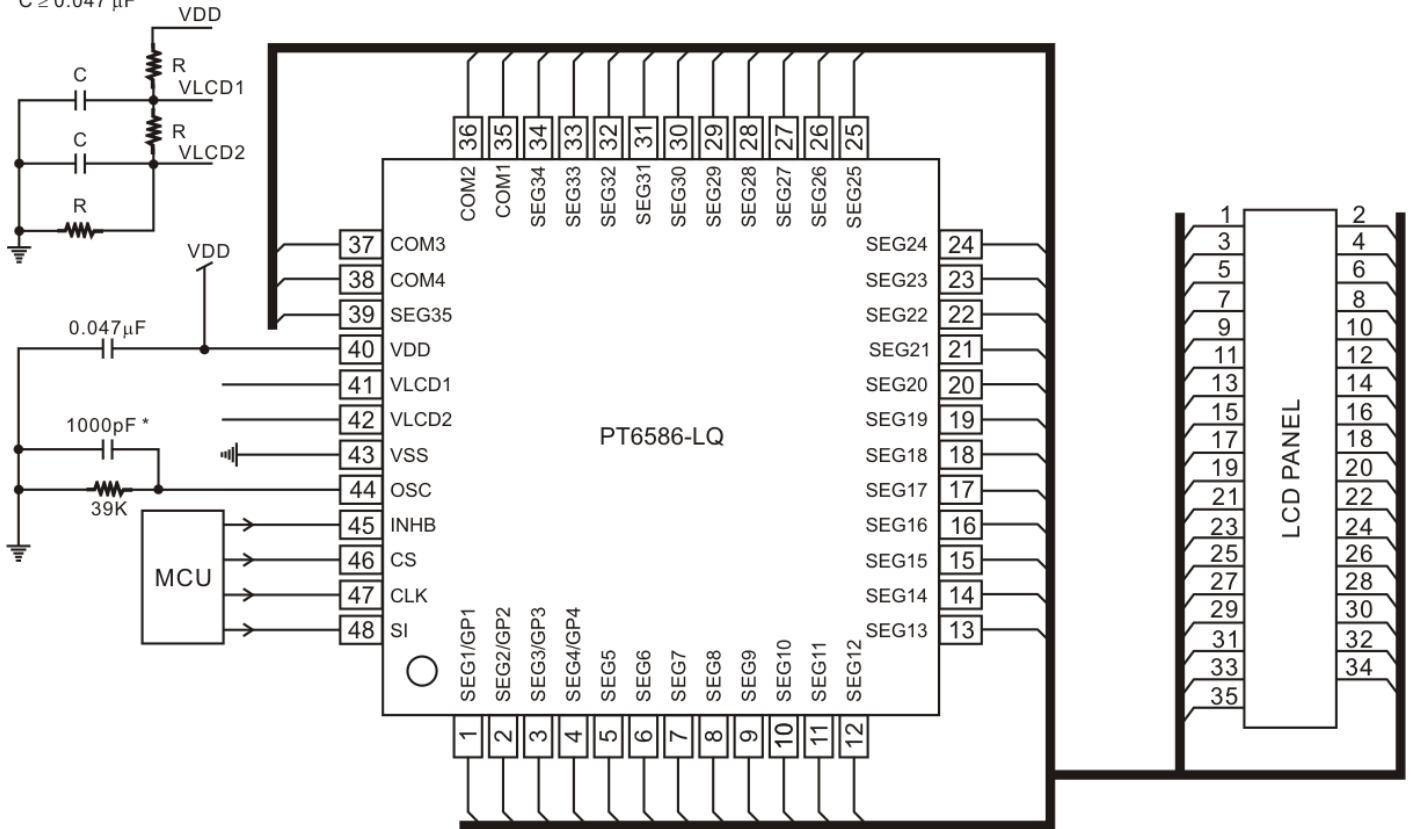 C ≥ 0.047 μF
VDD
R
C
VLCD1
R
C
VLCD2
R
VDD
0.047μF
1000pF *
39K
MCU
36 35 34 33 32 31 30 29 28 27 26 25
COM2 COM1 SEG34 SEG33 SEG32 SEG31 SEG30 SEG29 SEG28 SEG27 SEG26 SEG25
37 COM3
38 COM4
39 SEG35
40 VDD
41 VLCD1
42 VLCD2
43 VSS
44 OSC
45 INHB
46 CS
47 CLK
48 SI
PT6586-LQ
SEG24 24
SEG23 23
SEG22 22
SEG21 21
SEG20 20
SEG19 19
SEG18 18
SEG17 17
SEG16 16
SEG15 15
SEG14 14
SEG13 13
SEG1/GP1 SEG2/GP2 SEG3/GP3 SEG4/GP4 SEG5 SEG6 SEG7 SEG8 SEG9 SEG10 SEG11 SEG12
1 2 3 4 5 6 7 8 9 10 11 12
1 2
3 4
5 6
7 8
9 10
11 12
13 14
15 16
17 18
19 20
21 22
23 24
25 26
27 28
29 30
31 32
33 34
35
LCD PANEL